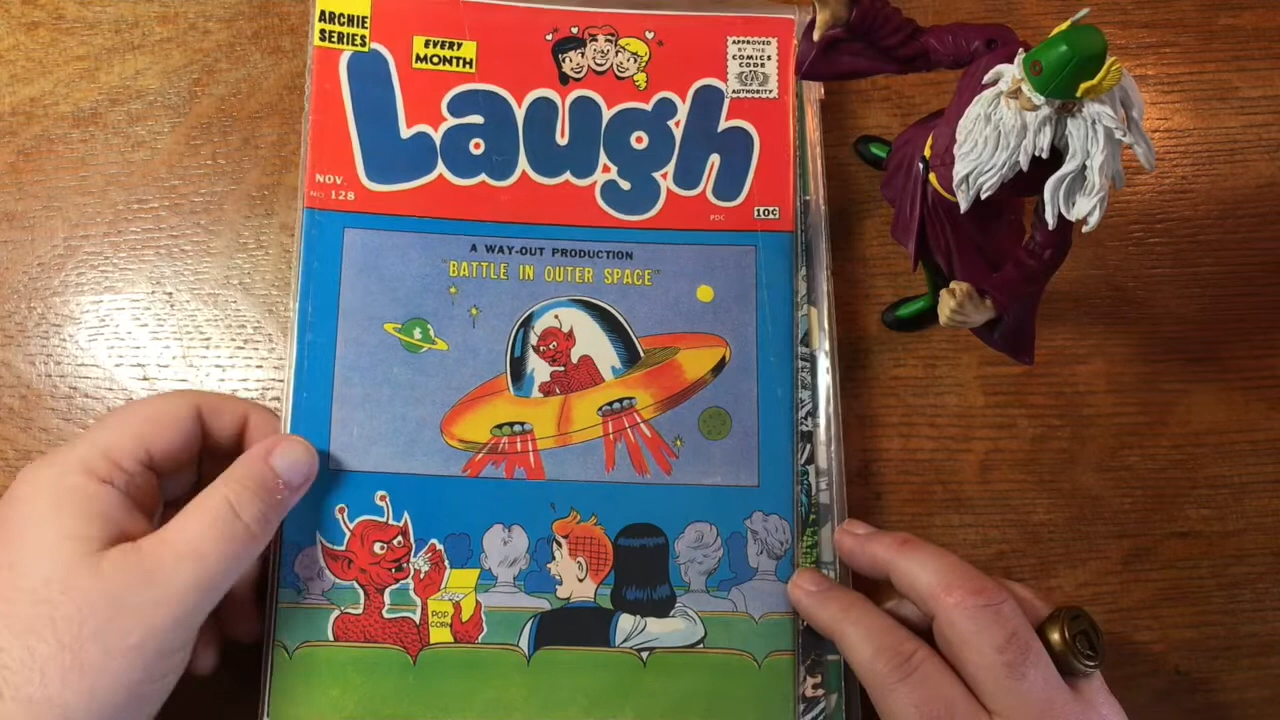 ARCHIE
SERIES
EVERY
MONTH
APPROVED
BY THE
COMICS
CODE
AUTHORITY
Laugh
NOV.
NO. 128
PDC
10¢
A WAY-OUT PRODUCTION
"BATTLE IN OUTER SPACE"
POP
CORN